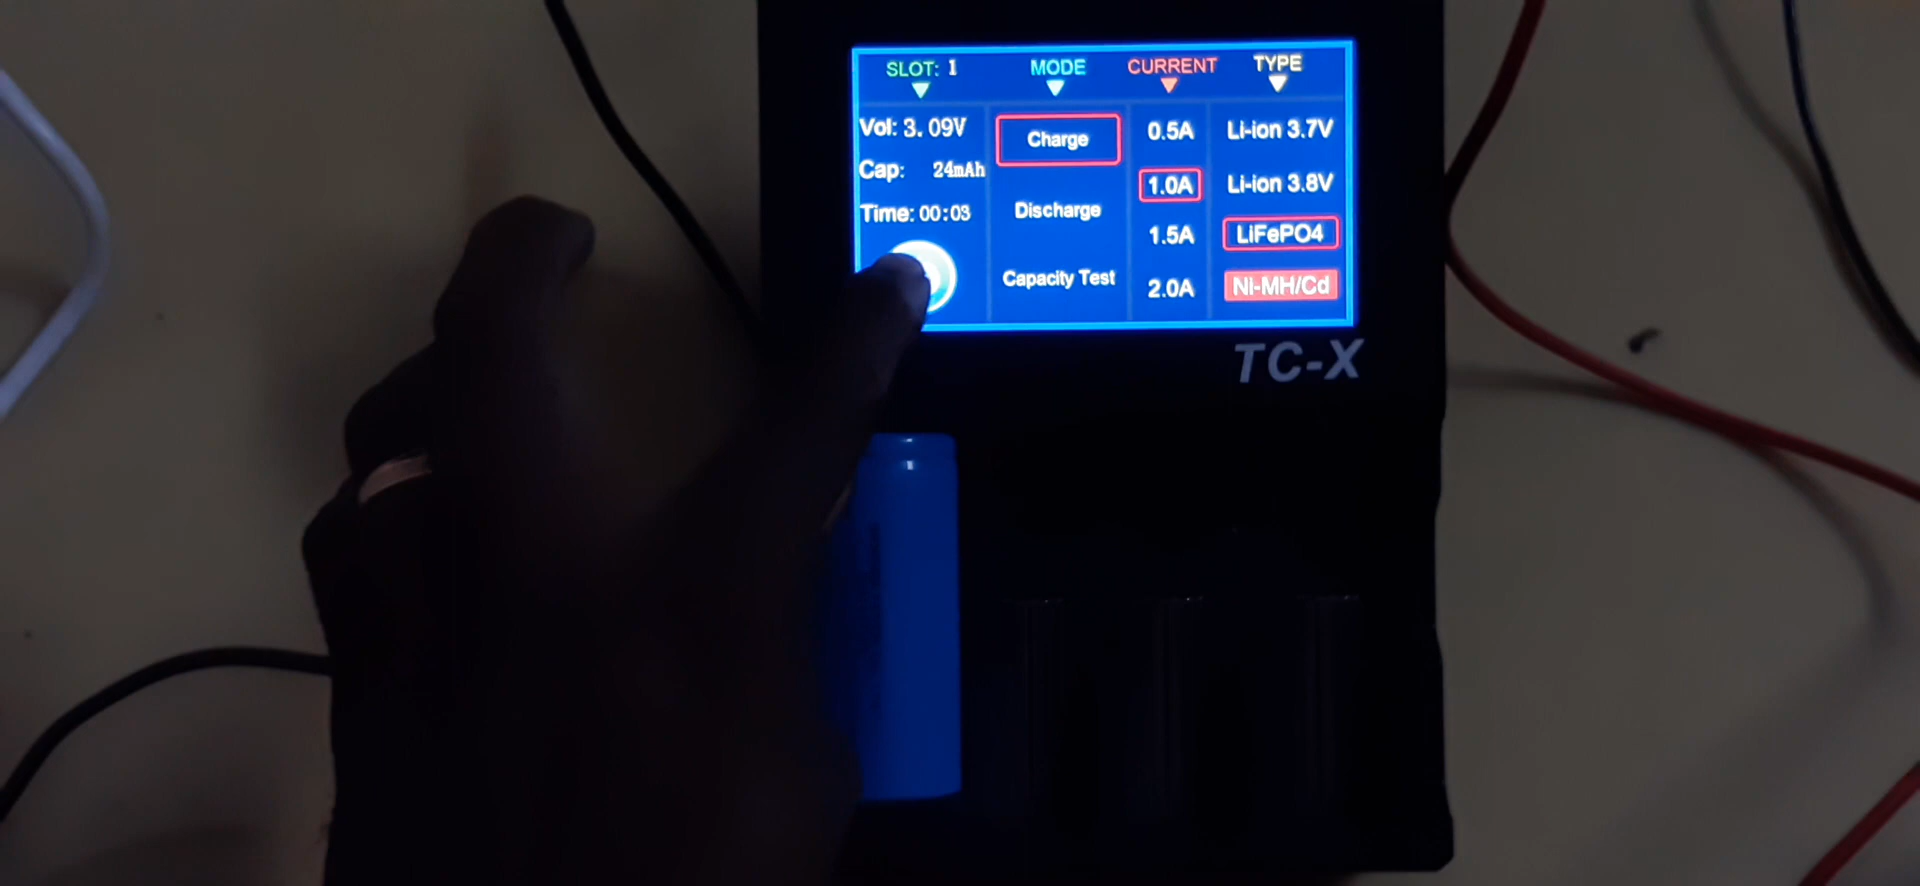 SLOT: 1 MODE CURRENT TYPE
Vol: 3.09V Charge 0.5A Li-ion 3.7V
Cap: 24mAh 1.0A Li-ion 3.8V
Time: 00:03 Discharge 1.5A LiFePO4
Capacity Test 2.0A Ni-MH/Cd
TC-X